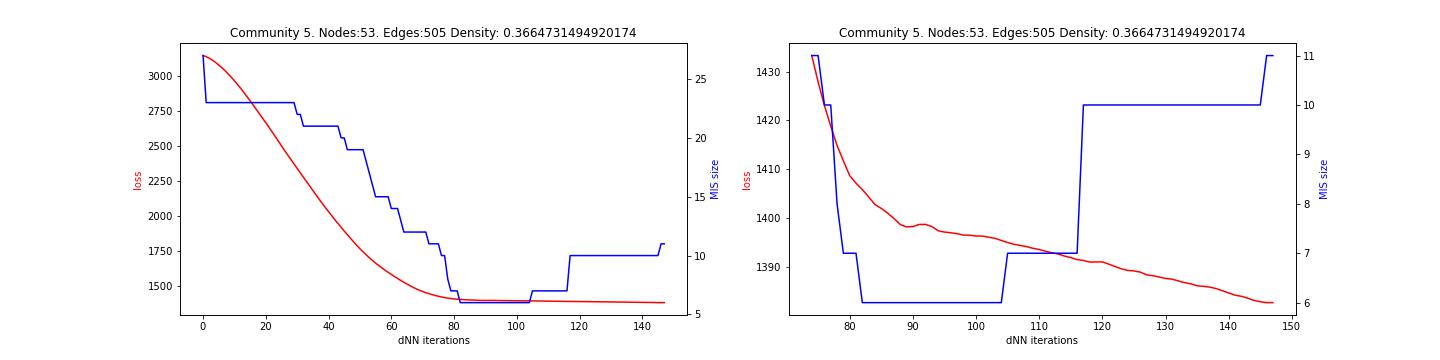 Community 5. Nodes:53. Edges:505 Density: 0.3664731494920174
3000
2750
2500
2250
2000
1750
1500
loss
25
20
15
10
5
MIS size
0 20 40 60 80 100 120 140
dNN iterations
Community 5. Nodes:53. Edges:505 Density: 0.3664731494920174
1430
1420
1410
1400
1390
loss
11
10
9
8
7
6
MIS size
80 90 100 110 120 130 140 150
dNN iterations